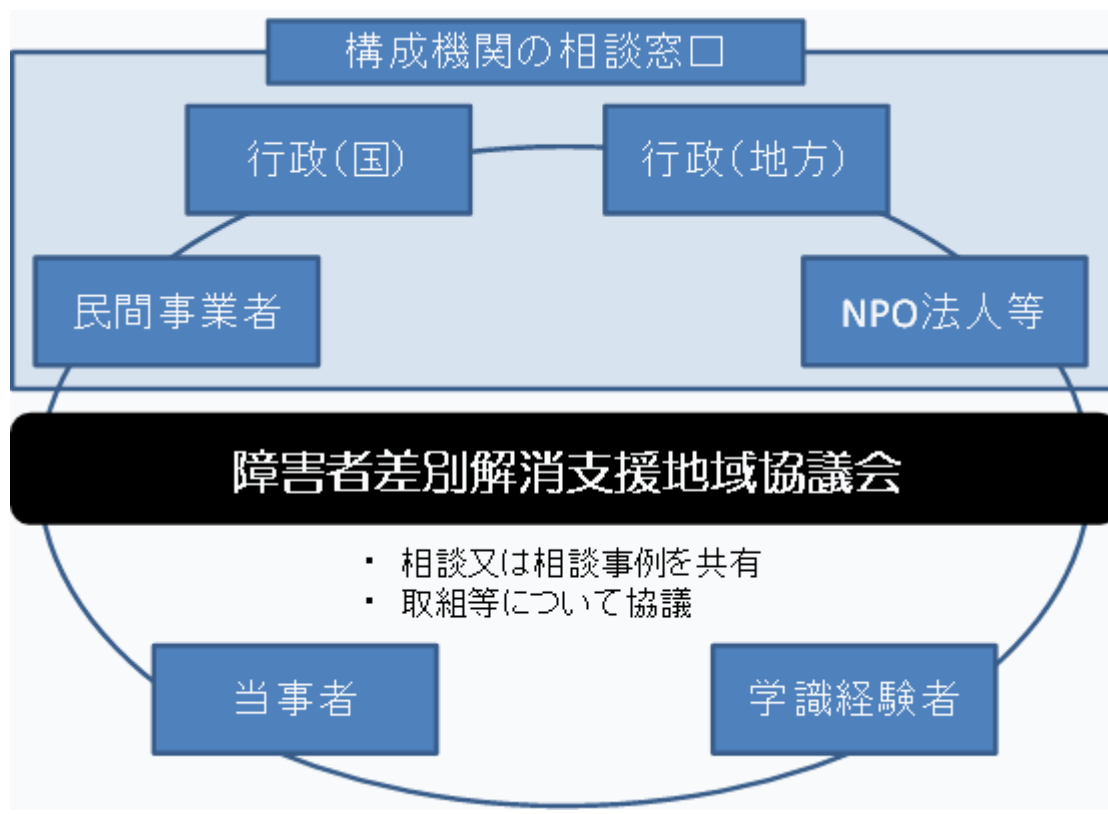 構成機関の相談窓口
行政(国)
行政(地方)
民間事業者
NPO法人等
障害者差別解消支援地域協議会
・ 相談又は相談事例を共有
・ 取組等について協議
当事者
学識経験者